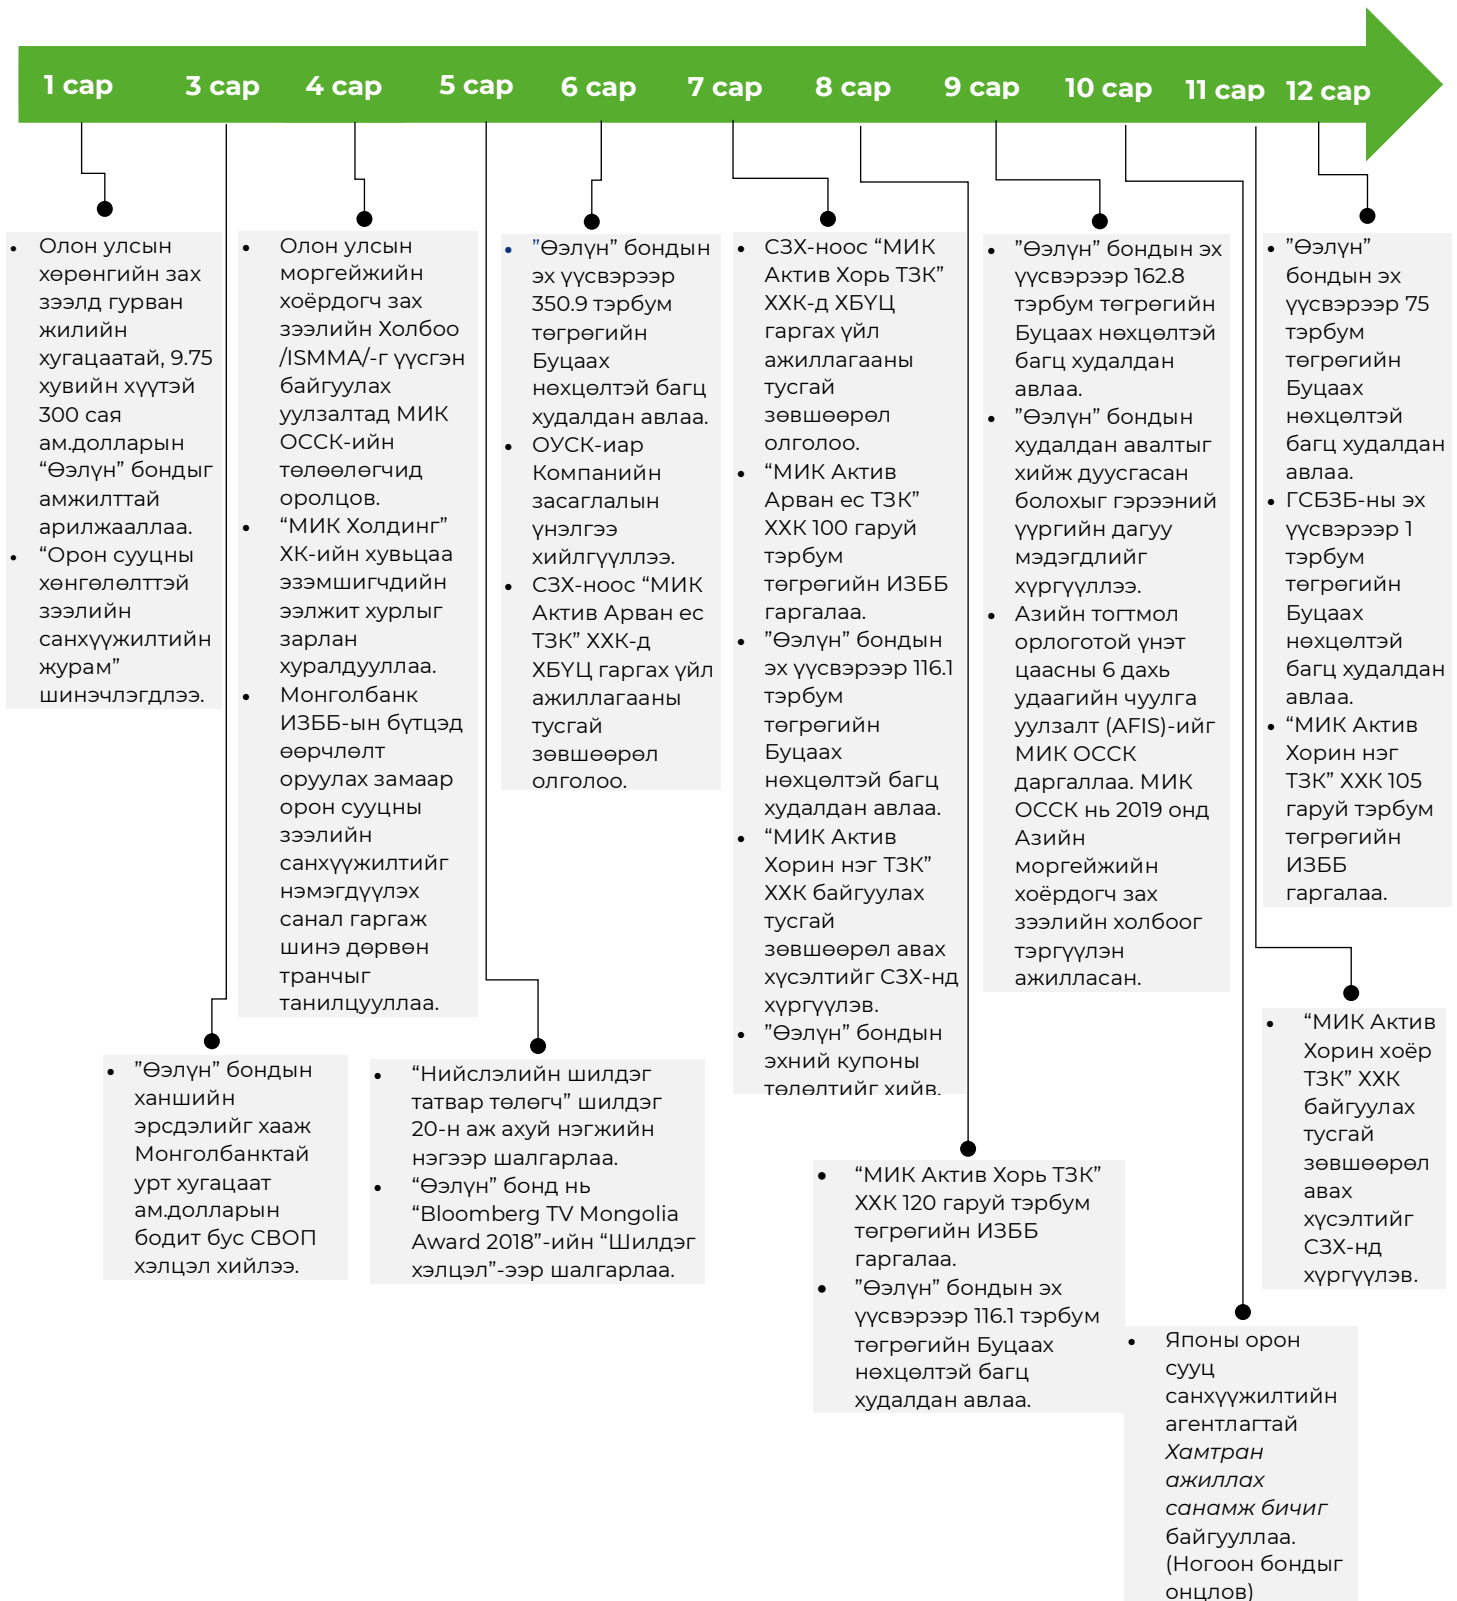 1 сар
3 сар
4 сар
5 сар
6 сар
7 сар
8 сар
9 сар
10 сар
11 сар
12 сар
• Олон улсын
хөрөнгийн зах
зээлд гурван
жилийн
хугацаатай, 9.75
хувийн хүүтэй
300 сая
ам.долларын
“Өэлүн” бондыг
амжилттай
арилжааллаа.
• “Орон сууцны
хөнгөлөлттэй
зээлийн
санхүүжилтийн
журам”
шинэчлэгдлээ.
• ”Өэлүн” бондын
ханшийн
эрсдэлийг хааж
Монголбанктай
урт хугацаат
ам.долларын
бодит бус СВОП
хэлцэл хийлээ.
• Олон улсын
моргейжийн
хоёрдогч зах
зээлийн Холбоо
/ISMMA/-г үүсгэн
байгуулах
уулзалтад МИК
ОССК-ийн
төлөөлөгчид
оролцов.
• “МИК Холдинг”
ХК-ийн хувьцаа
эзэмшигчдийн
ээлжит хурлыг
зарлан
хуралдууллаа.
• Монголбанк
ИЗББ-ын бүтцэд
өөрчлөлт
оруулах замаар
орон сууцны
зээлийн
санхүүжилтийг
нэмэгдүүлэх
санал гаргаж
шинэ дөрвөн
транчыг
танилцууллаа.
• “Нийслэлийн шилдэг
татвар төлөгч” шилдэг
20-н аж ахуй нэгжийн
нэгээр шалгарлаа.
• “Өэлүн” бонд нь
“Bloomberg TV Mongolia
Award 2018”-ийн “Шилдэг
хэлцэл”-ээр шалгарлаа.
• ”Өэлүн” бондын
эх үүсвэрээр
350.9 тэрбум
төгрөгийн
Буцаах
нөхцөлтэй багц
худалдан авлаа.
• ОУСК-иар
Компанийн
засаглалын
үнэлгээ
хийлгүүллээ.
• СЗХ-ноос “МИК
Актив Арван ес
ТЗК” ХХК-д
ХБҮЦ гаргах үйл
ажиллагааны
тусгай
зөвшөөрөл
олголоо.
• СЗХ-ноос “МИК
Актив Хорь ТЗК”
ХХК-д ХБҮЦ
гаргах үйл
ажиллагааны
тусгай
зөвшөөрөл
олголоо.
• “МИК Актив
Арван ес ТЗК”
ХХК 100 гаруй
тэрбум
төгрөгийн ИЗББ
гаргалаа.
• ”Өэлүн” бондын
эх үүсвэрээр 116.1
тэрбум
төгрөгийн
Буцаах
нөхцөлтэй багц
худалдан авлаа.
• “МИК Актив
Хорин нэг ТЗК”
ХХК байгуулах
тусгай
зөвшөөрөл авах
хүсэлтийг СЗХ-нд
хүргүүлэв.
• ”Өэлүн” бондын
эхний купоны
төлөлтийг хийв.
• “МИК Актив Хорь ТЗК”
ХХК 120 гаруй тэрбум
төгрөгийн ИЗББ
гаргалаа.
• ”Өэлүн” бондын эх
үүсвэрээр 116.1 тэрбум
төгрөгийн Буцаах
нөхцөлтэй багц
худалдан авлаа.
• ”Өэлүн” бондын эх
үүсвэрээр 162.8
тэрбум төгрөгийн
Буцаах нөхцөлтэй
багц худалдан
авлаа.
• ”Өэлүн” бондын
худалдан авалтыг
хийж дуусгасан
болохыг гэрээний
үүргийн дагуу
мэдэгдлийг
хүргүүллээ.
• Азийн тогтмол
орлоготой үнэт
цаасны 6 дахь
удаагийн чуулга
уулзалт (AFIS)-ийг
МИК ОССК
даргаллаа. МИК
ОССК нь 2019 онд
Азийн
моргейжийн
хоёрдогч зах
зээлийн холбоог
тэргүүлэн
ажилласан.
• Японы орон
сууц
санхүүжилтийн
агентлагтай
Хамтран
ажиллах
санамж бичиг
байгууллаа.
(Ногоон бондыг
онцлов)
• “МИК Актив
Хорин хоёр
ТЗК” ХХК
байгуулах
тусгай
зөвшөөрөл
авах
хүсэлтийг
СЗХ-нд
хүргүүлэв.
• ”Өэлүн”
бондын эх
үүсвэрээр 75
тэрбум
төгрөгийн
Буцаах
нөхцөлтэй
багц худалдан
авлаа.
• ГСБЗБ-ны эх
үүсвэрээр 1
тэрбум
төгрөгийн
Буцаах
нөхцөлтэй
багц худалдан
авлаа.
• “МИК Актив
Хорин нэг
ТЗК” ХХК 105
гаруй тэрбум
төгрөгийн
ИЗББ
гаргалаа.